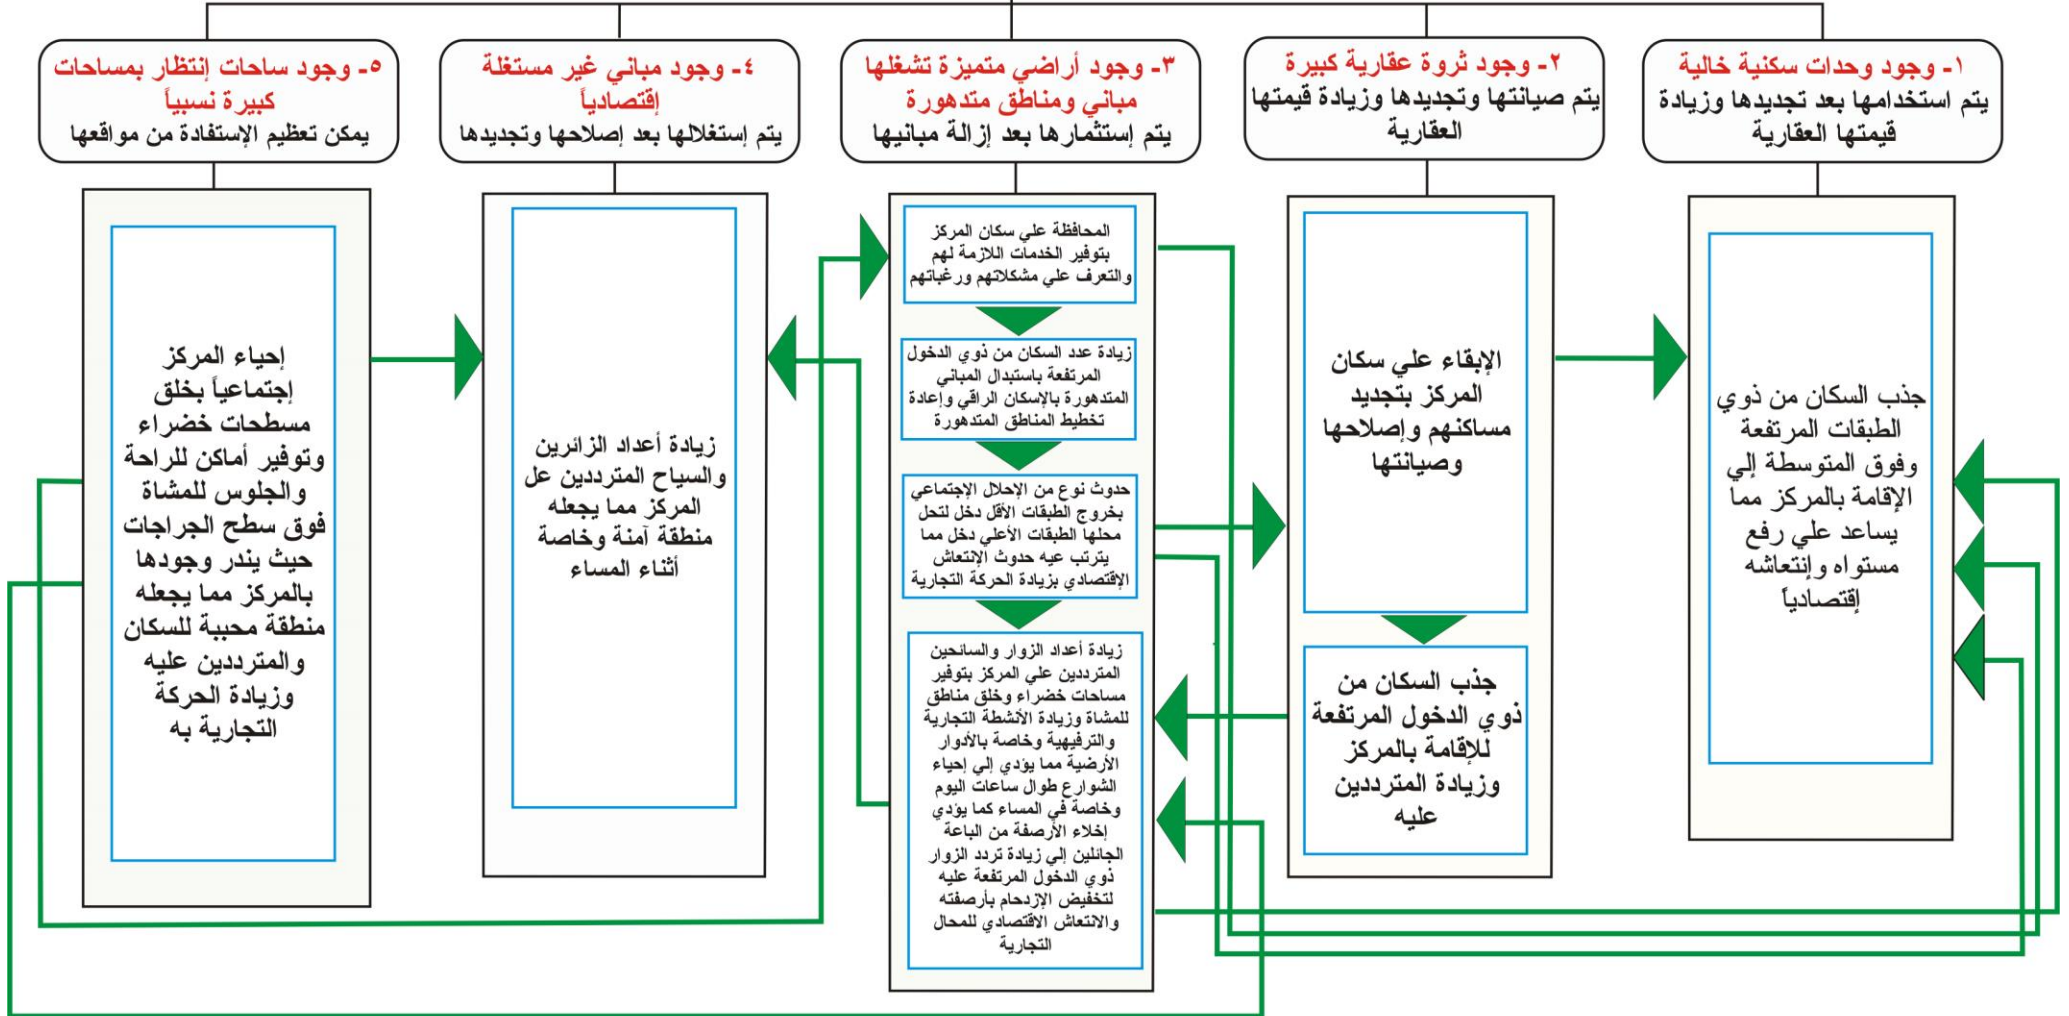 ١- وجود وحدات سكنية خالية
يتم استخدامها بعد تجديدها وزيادة
قيمتها العقارية
٢- وجود ثروة عقارية كبيرة
يتم صيانتها وتجديدها وزيادة قيمتها
العقارية
٣- وجود أراضي متميزة تشغلها
مباني ومناطق متدهورة
يتم إستثمارها بعد إزالة مبانيها
٤- وجود مباني غير مستغلة
إقتصادياً
يتم إستغلالها بعد إصلاحها وتجديدها
٥- وجود ساحات إنتظار بمساحات
كبيرة نسبياً
يمكن تعظيم الإستفادة من مواقعها
جذب السكان من ذوي
الطبقات المرتفعة
وفوق المتوسطة إلي
الإقامة بالمركز مما
يساعد علي رفع
مستواه وإنتعاشه
إقتصادياً
الإبقاء علي سكان
المركز بتجديد
مساكنهم وإصلاحها
وصيانتها
جذب السكان من
ذوي الدخول المرتفعة
للإقامة بالمركز
وزيادة المترددين
عليه
المحافظة علي سكان المركز
بتوفير الخدمات اللازمة لهم
والتعرف علي مشكلاتهم ورغباتهم
زيادة عدد السكان من ذوي الدخول
المرتفعة باستبدال المباني
المتدهورة بالإسكان الراقي وإعادة
تخطيط المناطق المتدهورة
حدوث نوع من الإحلال الإجتماعي
بخروج الطبقات الأقل دخل لتحل
محلها الطبقات الأعلي دخل مما
يترتب عيه حدوث الإنتعاش
الإقتصادي بزيادة الحركة التجارية
زيادة أعداد الزوار والسائحين
المترددين علي المركز بتوفير
مساحات خضراء وخلق مناطق
للمشاة وزيادة الأنشطة التجارية
والترفيهية وخاصة بالأدوار
الأرضية مما يؤدي إلي إحياء
الشوارع طوال ساعات اليوم
وخاصة في المساء كما يؤدي
إخلاء الأرصفة من الباعة
الجائلين إلي زيادة تردد الزوار
ذوي الدخول المرتفعة عليه
لتخفيض الإزدحام بأرصفته
والانتعاش الاقتصادي للمحال
التجارية
زيادة أعداد الزائرين
والسياح المترددين عل
المركز مما يجعله
منطقة آمنة وخاصة
أثناء المساء
إحياء المركز
إجتماعياً بخلق
مسطحات خضراء
وتوفير أماكن للراحة
والجلوس للمشاة
فوق سطح الجراجات
حيث يندر وجودها
بالمركز مما يجعله
منطقة محببة للسكان
والمترددين عليه
وزيادة الحركة
التجارية به